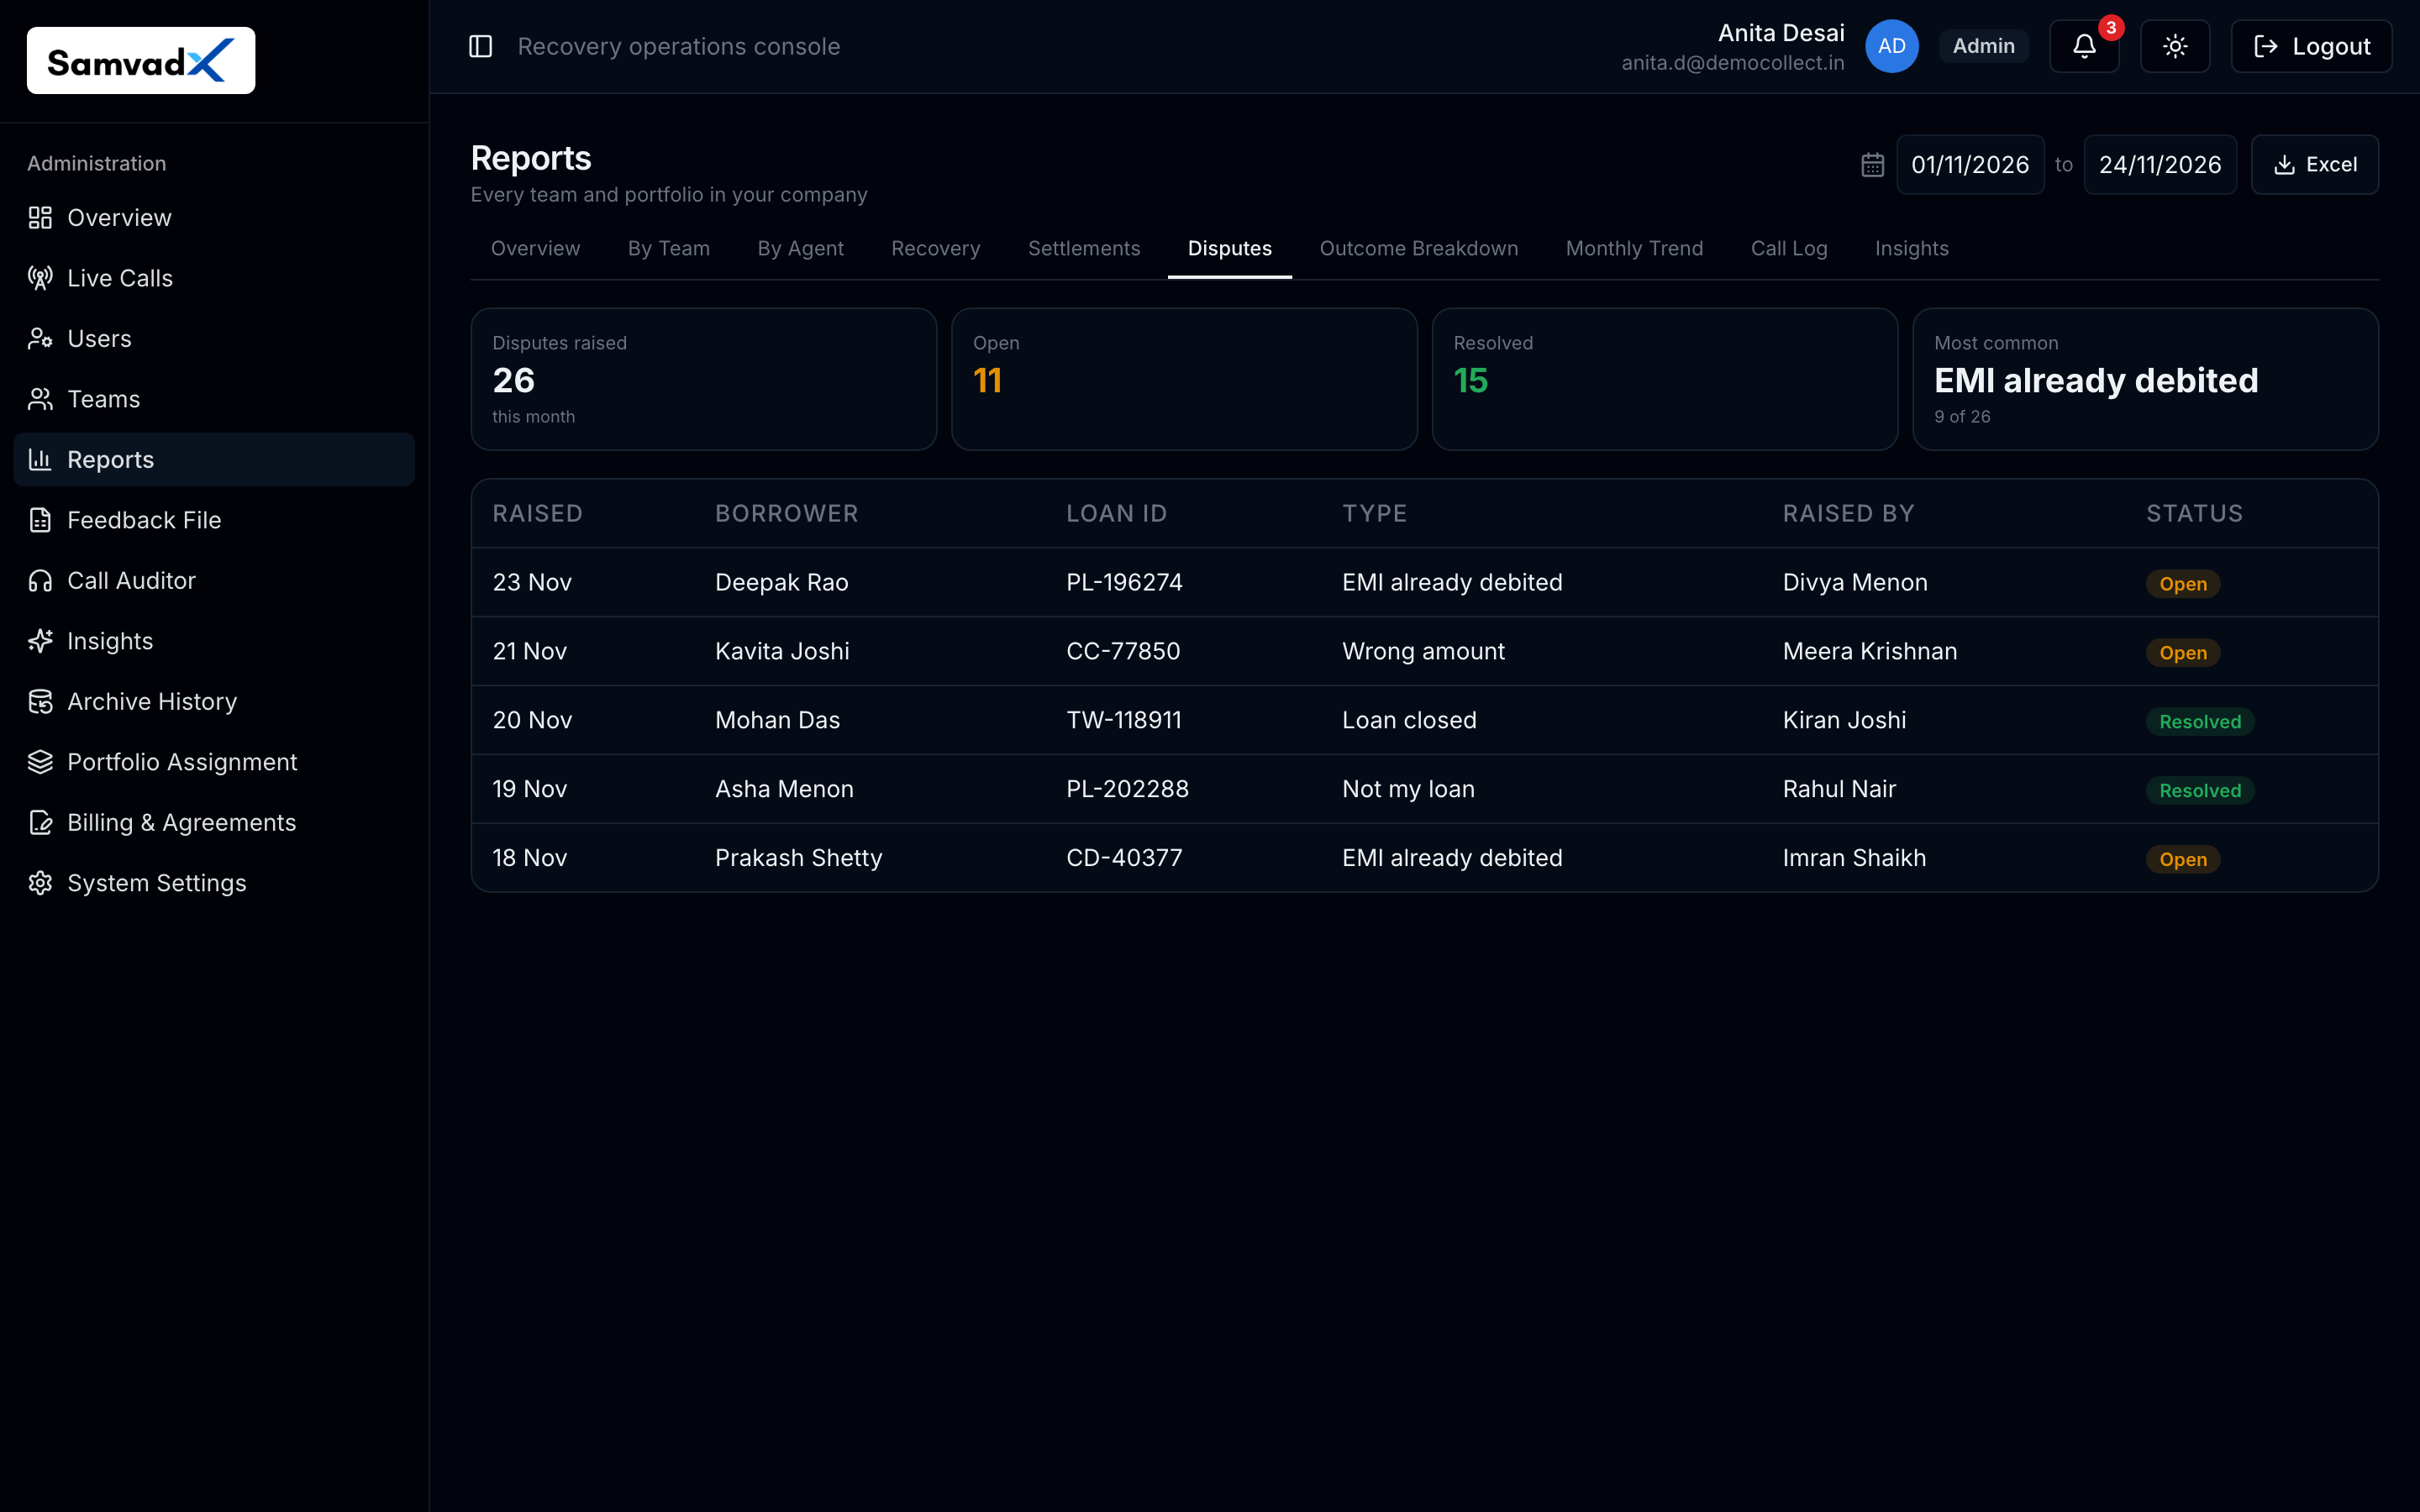 SamvadX
Recovery operations console
Anita Desai
anita.d@democollect.in
AD
Admin
3
Logout
Administration
Overview
Live Calls
Users
Teams
Reports
Feedback File
Call Auditor
Insights
Archive History
Portfolio Assignment
Billing & Agreements
System Settings
Reports
Every team and portfolio in your company
01/11/2026 to 24/11/2026 Excel
Overview By Team By Agent Recovery Settlements Disputes Outcome Breakdown Monthly Trend Call Log Insights
Disputes raised
26
this month
Open
11
Resolved
15
Most common
EMI already debited
9 of 26
RAISED BORROWER LOAN ID TYPE RAISED BY STATUS
23 Nov Deepak Rao PL-196274 EMI already debited Divya Menon Open
21 Nov Kavita Joshi CC-77850 Wrong amount Meera Krishnan Open
20 Nov Mohan Das TW-118911 Loan closed Kiran Joshi Resolved
19 Nov Asha Menon PL-202288 Not my loan Rahul Nair Resolved
18 Nov Prakash Shetty CD-40377 EMI already debited Imran Shaikh Open